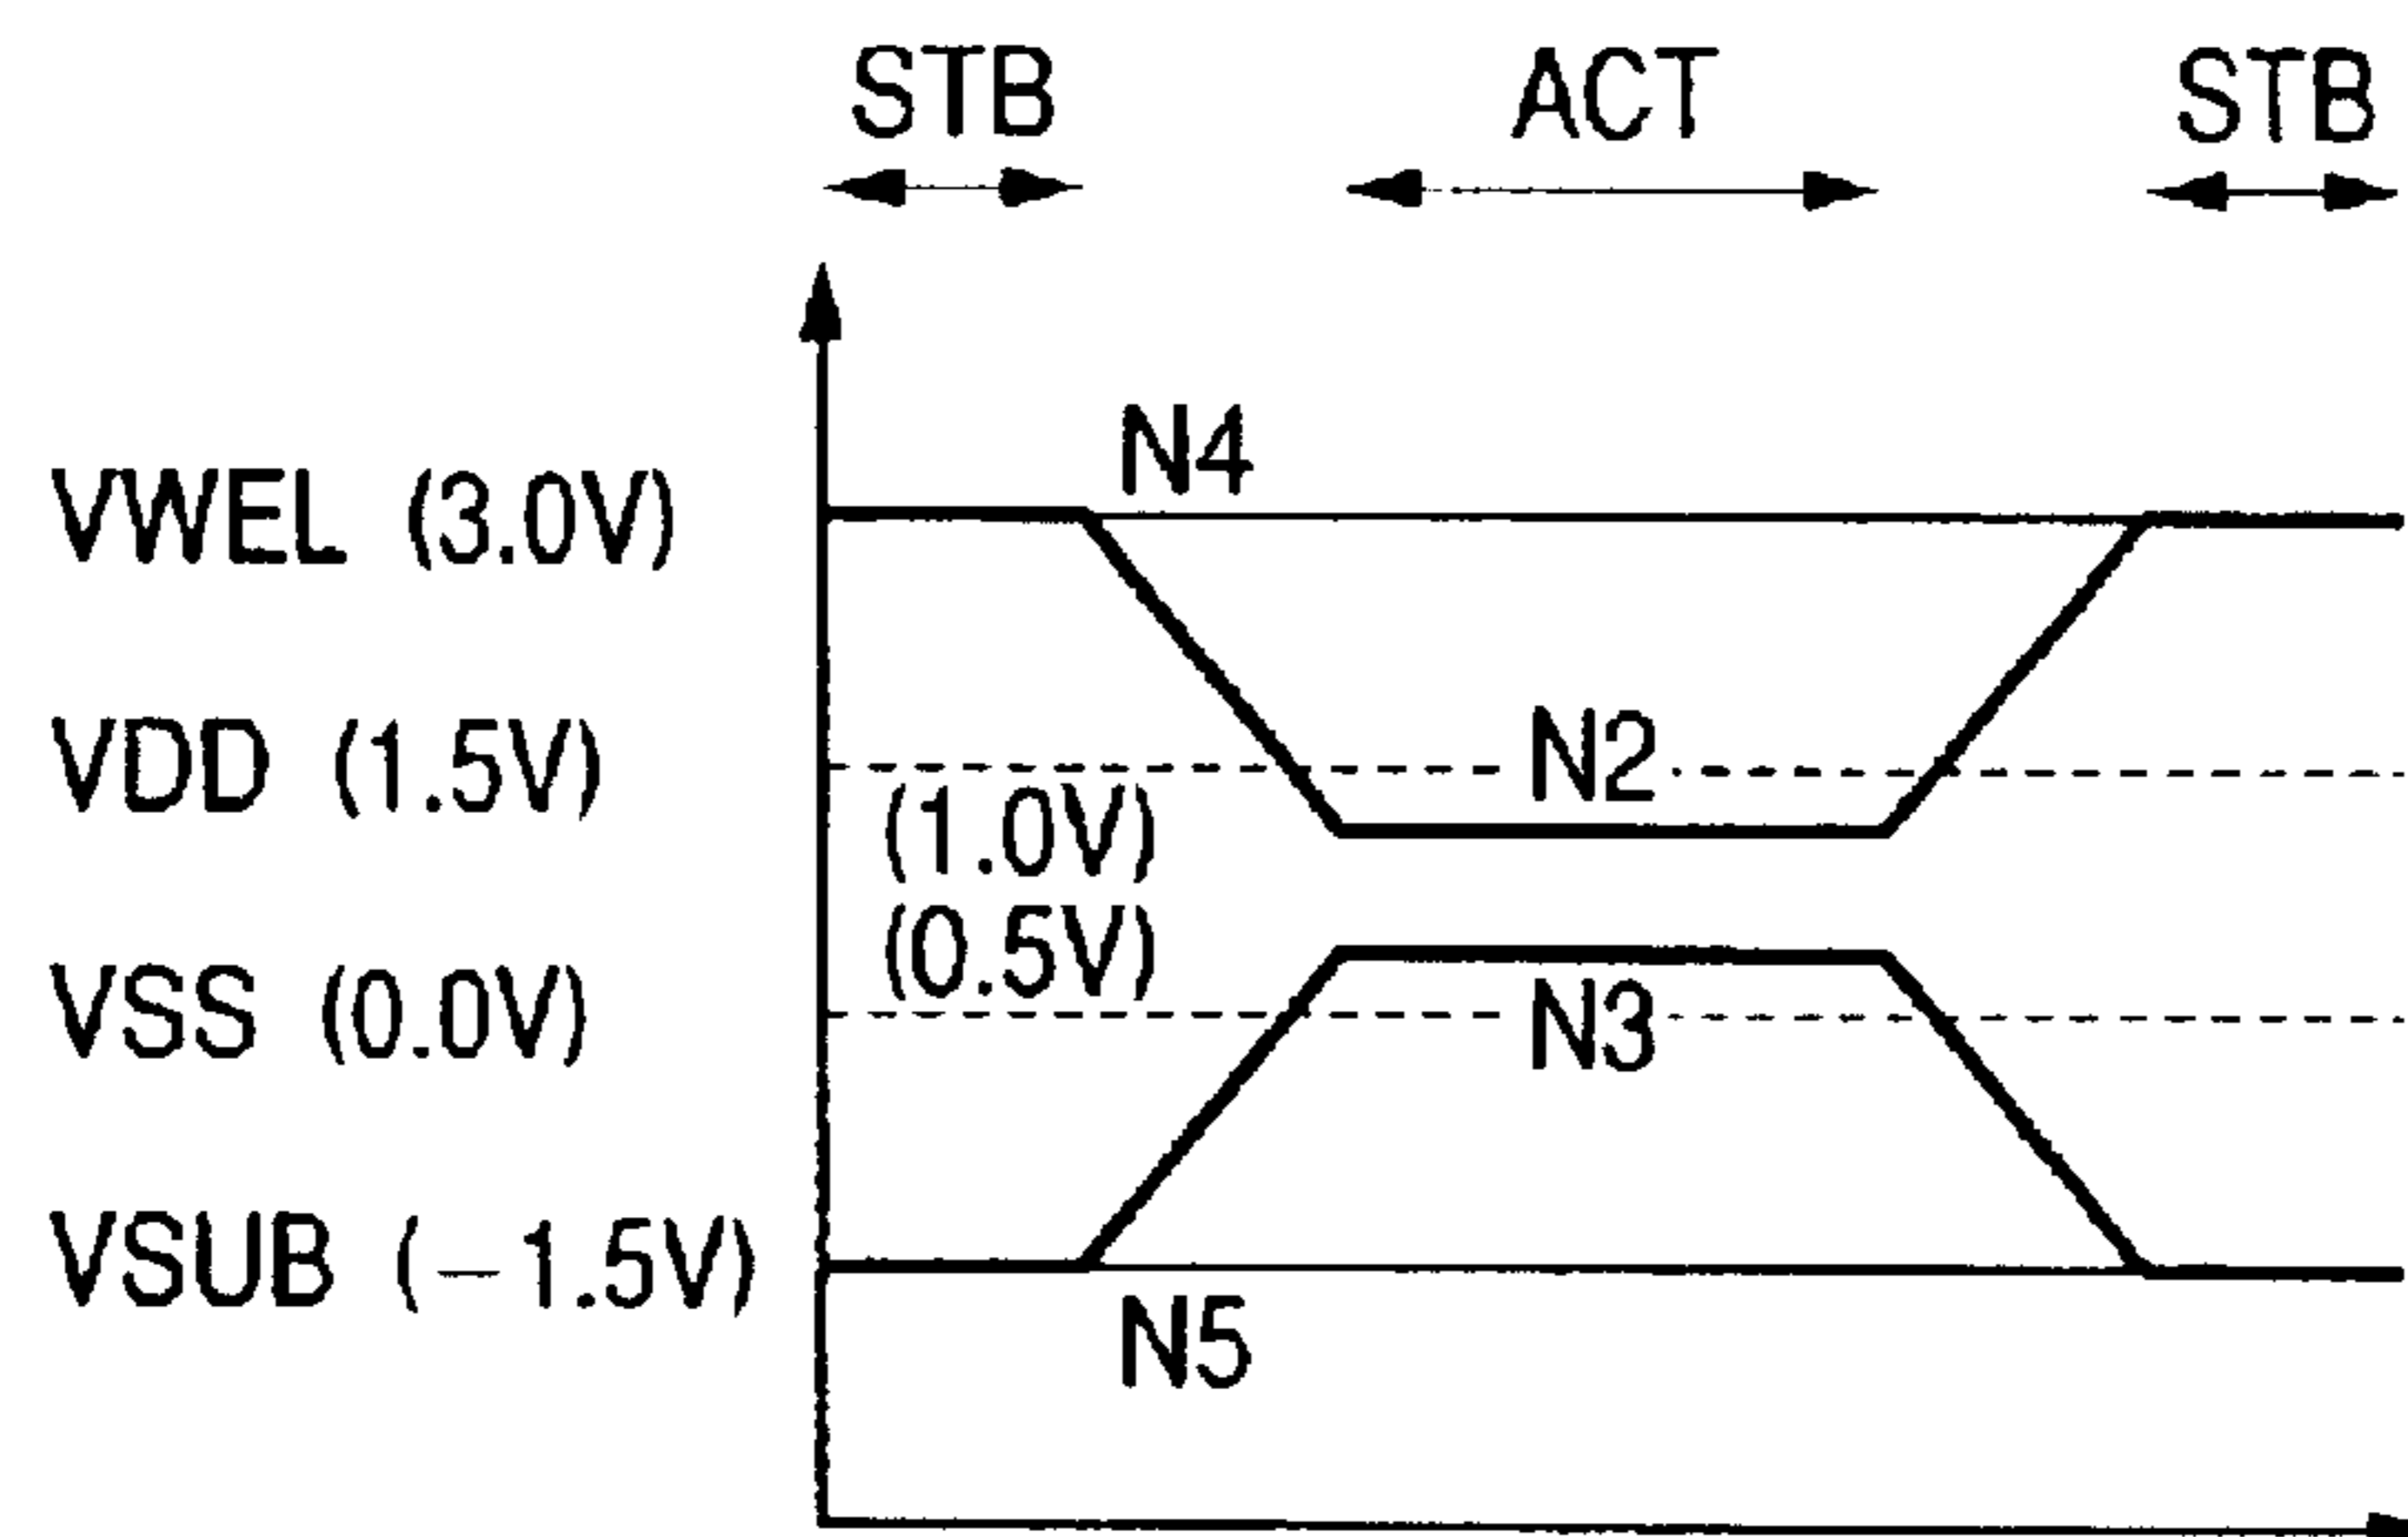 STB ACT STB
N4
VWEL (3.0V)
N2
VDD (1.5V)
(1.0V)
(0.5V)
VSS (0.0V)
N3
VSUB (−1.5V)
N5